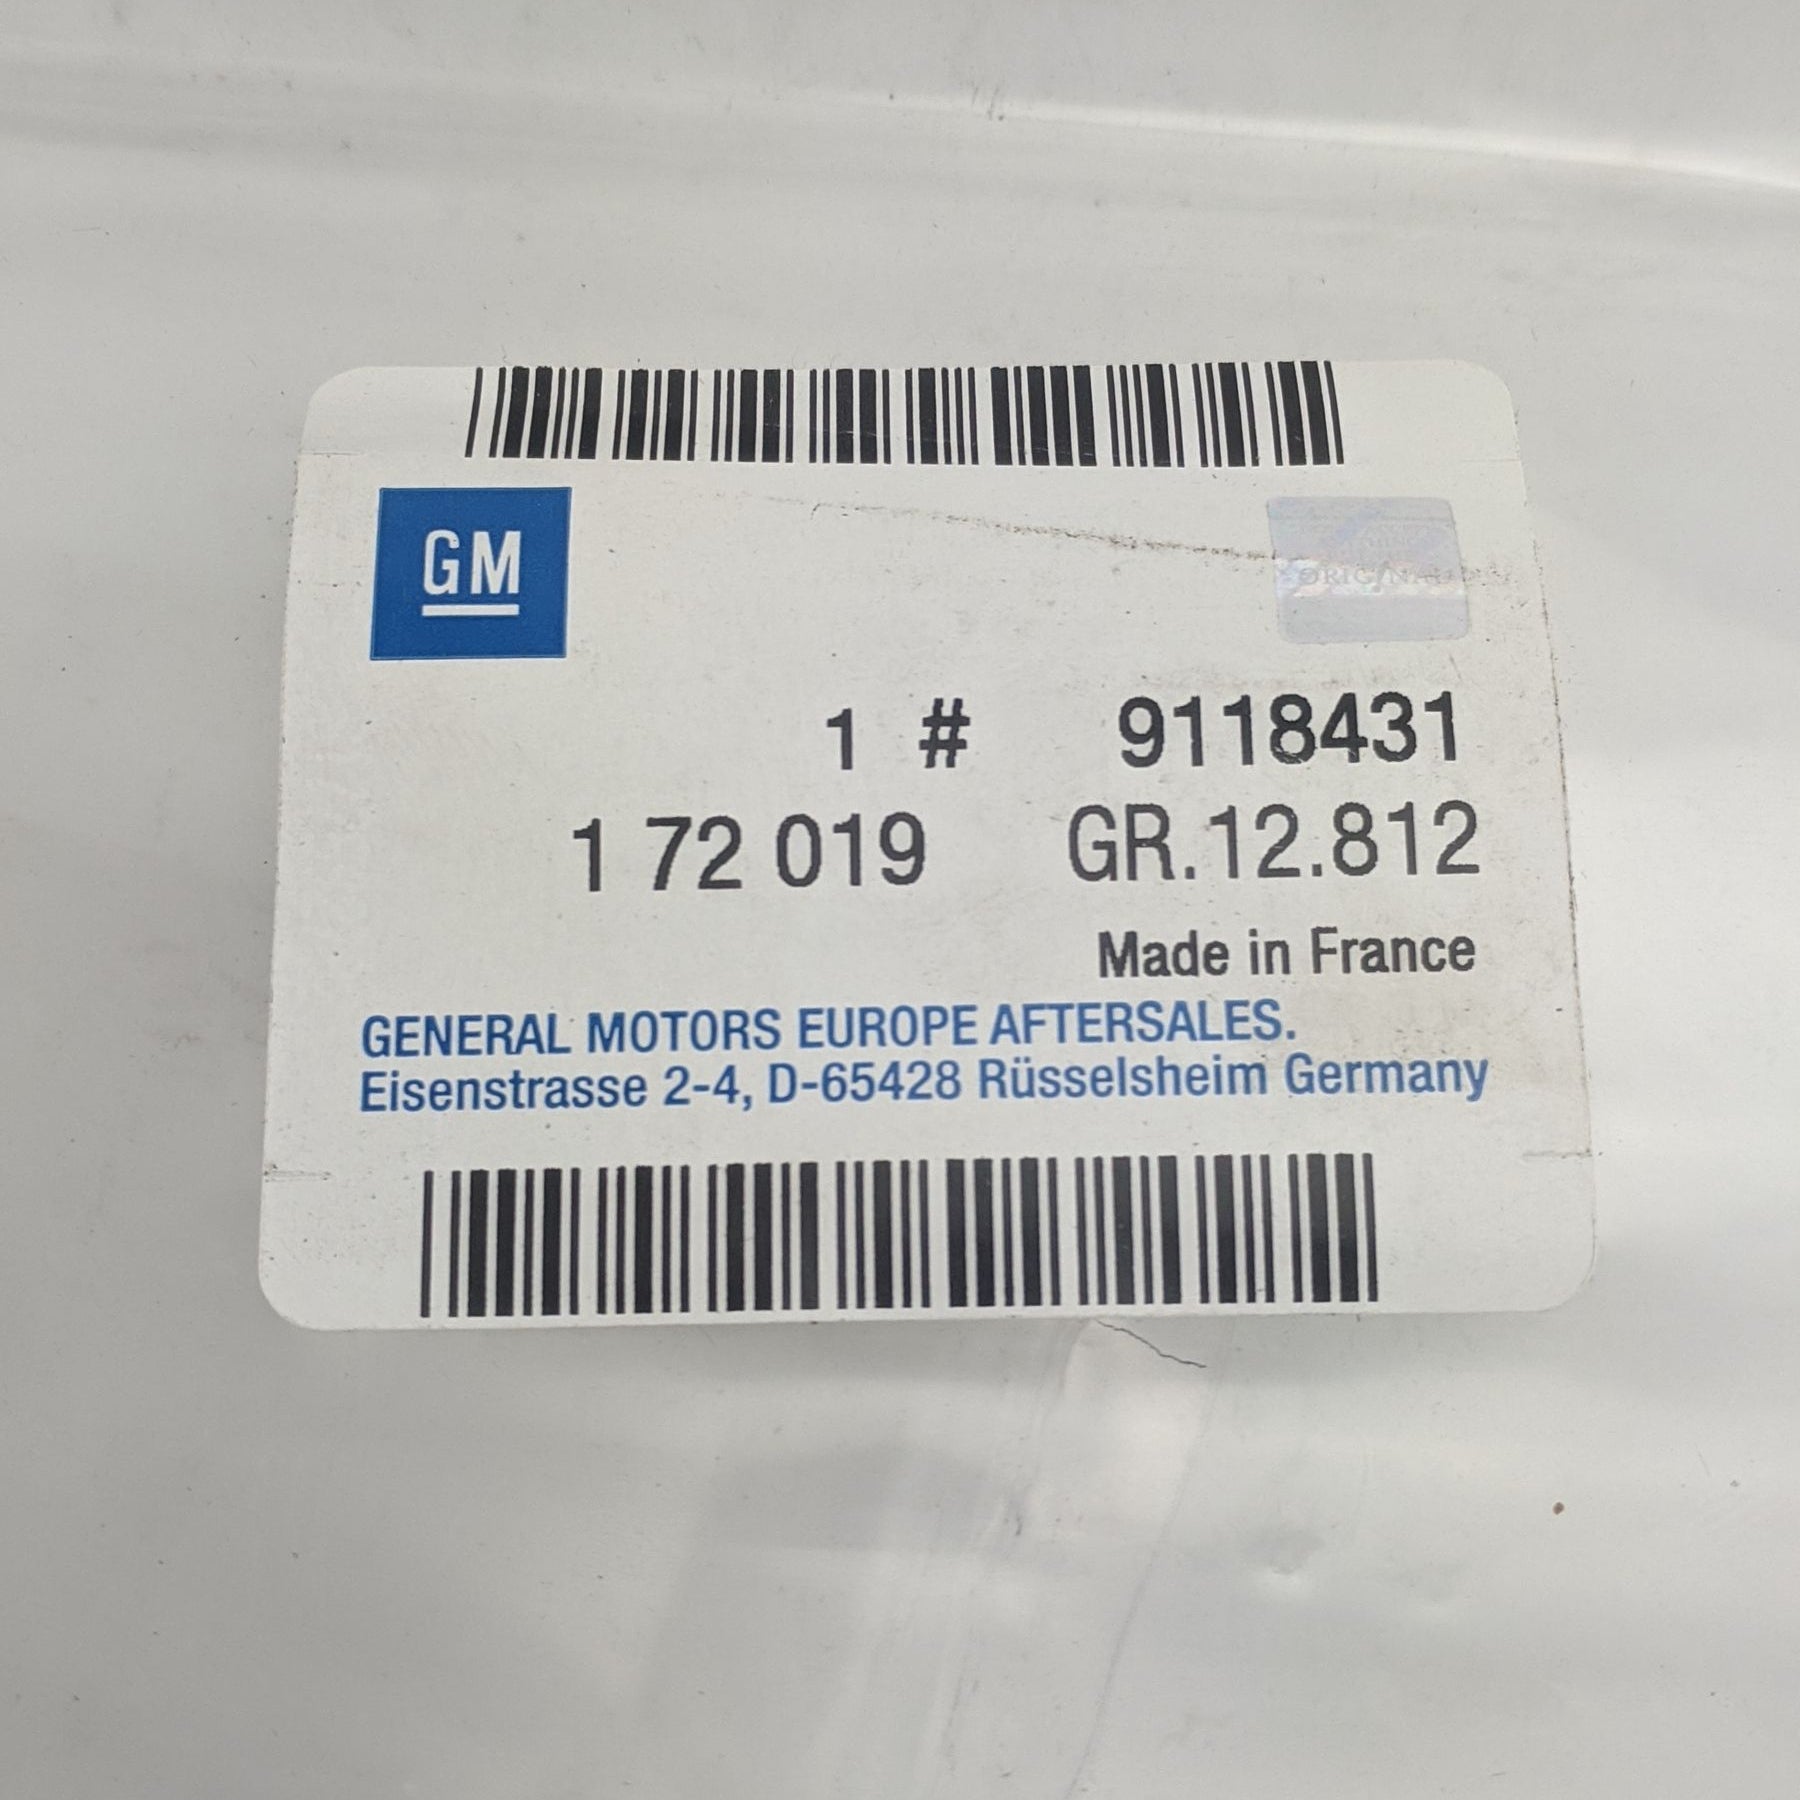 GM
ORIGINAL
1 # 9118431
1 72 019 GR.12.812
Made in France
GENERAL MOTORS EUROPE AFTERSALES.
Eisenstrasse 2-4, D-65428 Rüsselsheim Germany